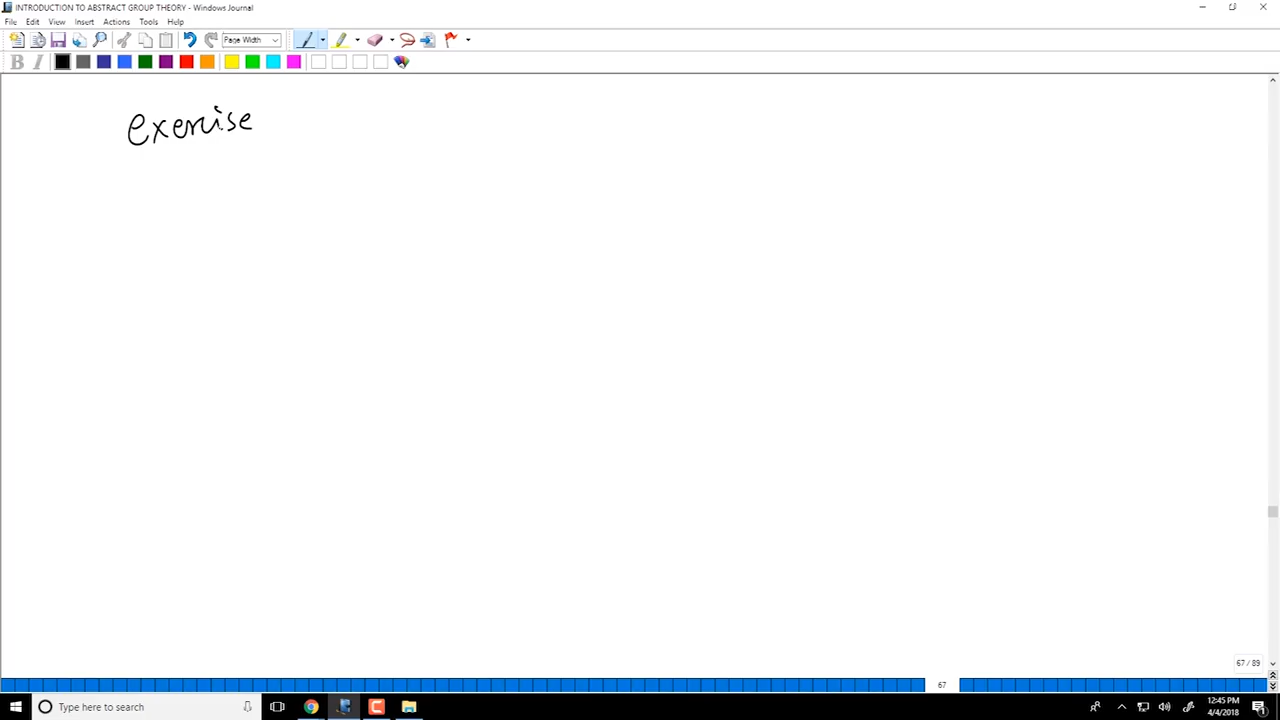 INTRODUCTION TO ABSTRACT GROUP THEORY - Windows Journal
File Edit View Insert Actions Tools Help
Page Width
B I
exercise
67 / 89
67
Type here to search
12:45 PM
4/4/2018